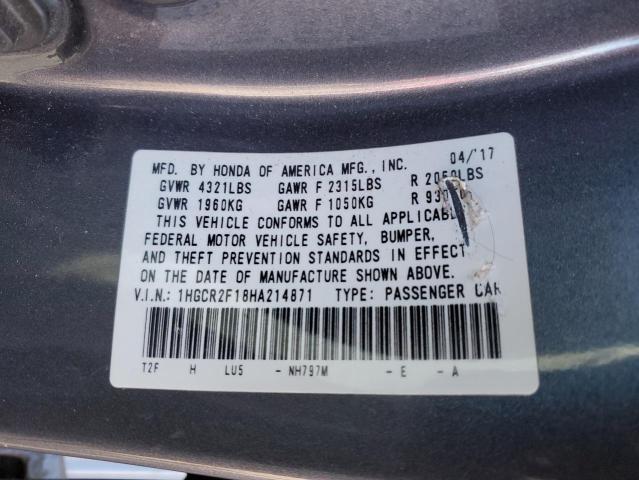 MFD. BY HONDA OF AMERICA MFG., INC. 04/'17
GVWR 4321LBS GAWR F 2315LBS R 2050LBS
GVWR 1960KG GAWR F 1050KG R
THIS VEHICLE CONFORMS TO ALL APPLICABLE
FEDERAL MOTOR VEHICLE SAFETY, BUMPER,
AND THEFT PREVENTION STANDARDS IN EFFECT
ON THE DATE OF MANUFACTURE SHOWN ABOVE.
V.I.N.: 1HGCR2F18HA214871 TYPE: PASSENGER CAR
T2F H LU5 - NH797M - E - A